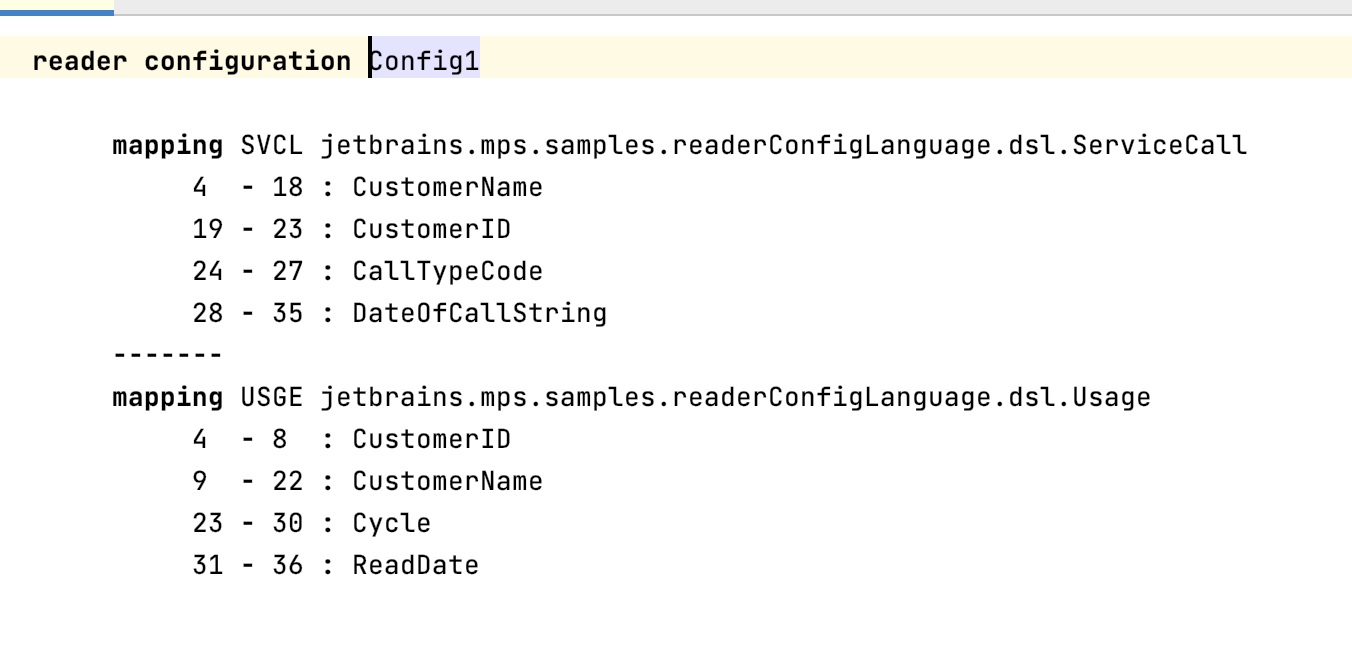 reader configuration Config1
mapping SVCL jetbrains.mps.samples.readerConfigLanguage.dsl.ServiceCall
4 - 18 : CustomerName
19 - 23 : CustomerID
24 - 27 : CallTypeCode
28 - 35 : DateOfCallString
-------
mapping USGE jetbrains.mps.samples.readerConfigLanguage.dsl.Usage
4 - 8 : CustomerID
9 - 22 : CustomerName
23 - 30 : Cycle
31 - 36 : ReadDate